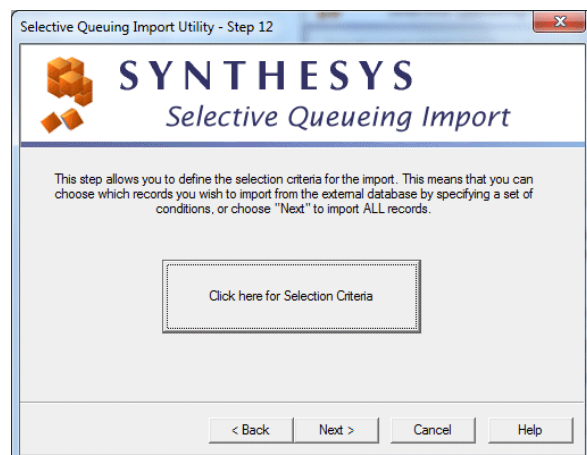 Selective Queuing Import Utility - Step 12
SYNTHESYS
Selective Queueing Import
This step allows you to define the selection criteria for the import. This means that you can
choose which records you wish to import from the external database by specifying a set of
conditions, or choose "Next" to import ALL records.
Click here for Selection Criteria
< Back
Next >
Cancel
Help